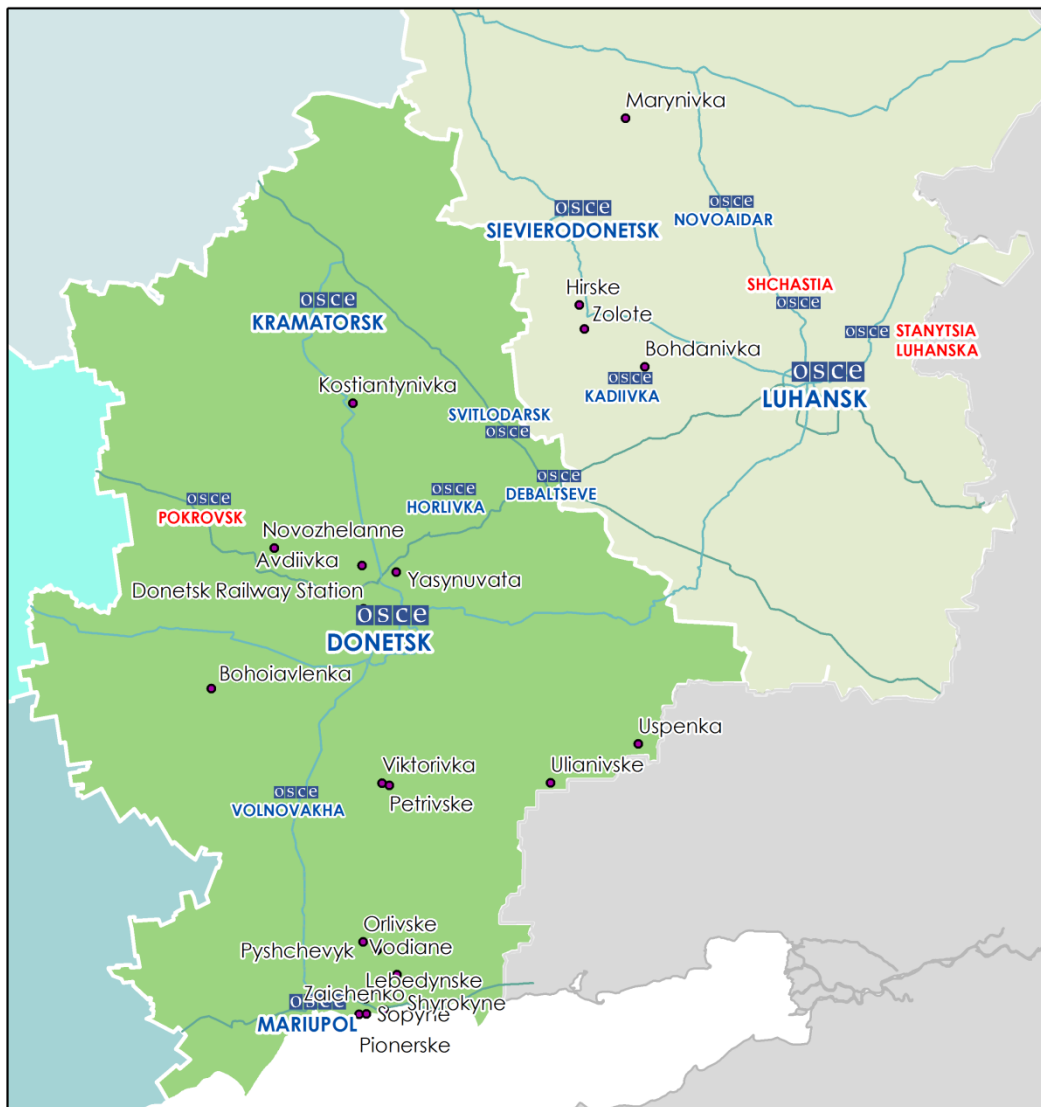 Marynivka
osce
SIEVIERODONETSK
osce
NOVOAIDAR
SHCHASTIA
osce
Hirske
Zolote
osce
STANYTSIA
LUHANSKA
osce
KRAMATORSK
Bohdanivka
osce
KADIIVKA
osce
LUHANSK
Kostiantynivka
SVITLODARSK
osce
osce
DEBALTSEVE
osce
HORLIVKA
osce
POKROVSK
Novozhelanne
Avdiivka
Yasynuvata
Donetsk Railway Station
osce
DONETSK
Bohoiavlenka
Uspenka
Viktorivka
Ulianivske
Petrivske
osce
VOLNOVAKHA
Orlivske
Pyshchevyk
Vodiane
Lebedynske
Zaichenko
Shyrokyne
osce
Sopyne
MARIUPOL
Pionerske